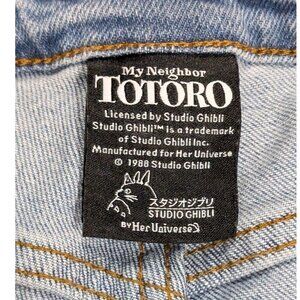 My Neighbor
TOTORO
Licensed by Studio Ghibli
Studio Ghibli™ is a trademark
of Studio Ghibli Inc.
Manufactured for Her Universe
© 1988 Studio Ghibli
スタジオジブリ
STUDIO GHIBLI
BY Her Universe